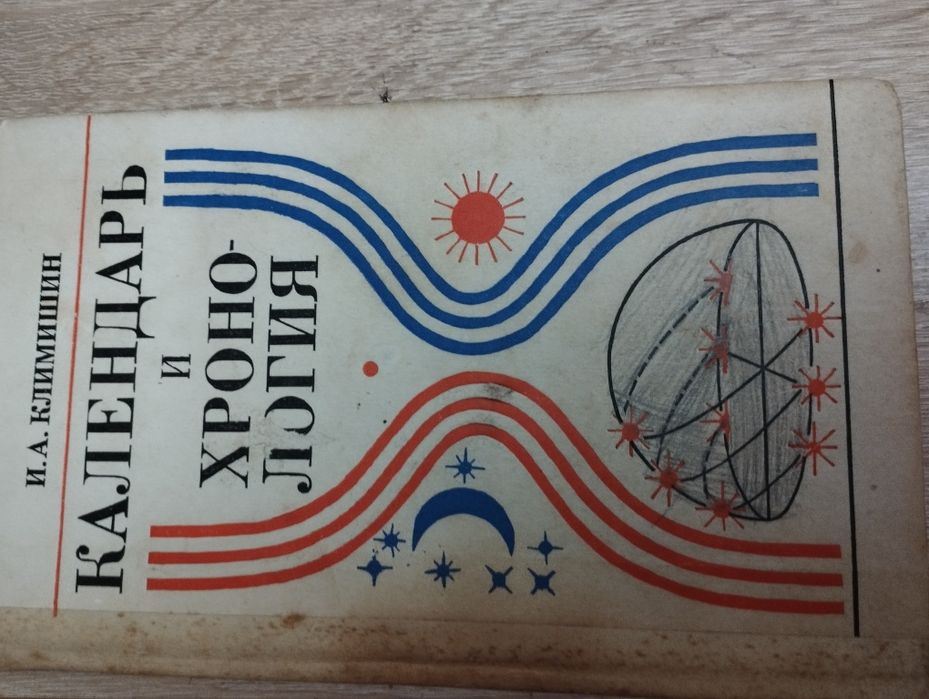 И. А. КЛИМИШИН
КАЛЕНДАРЬ
И
ХРОНО-
ЛОГИЯ